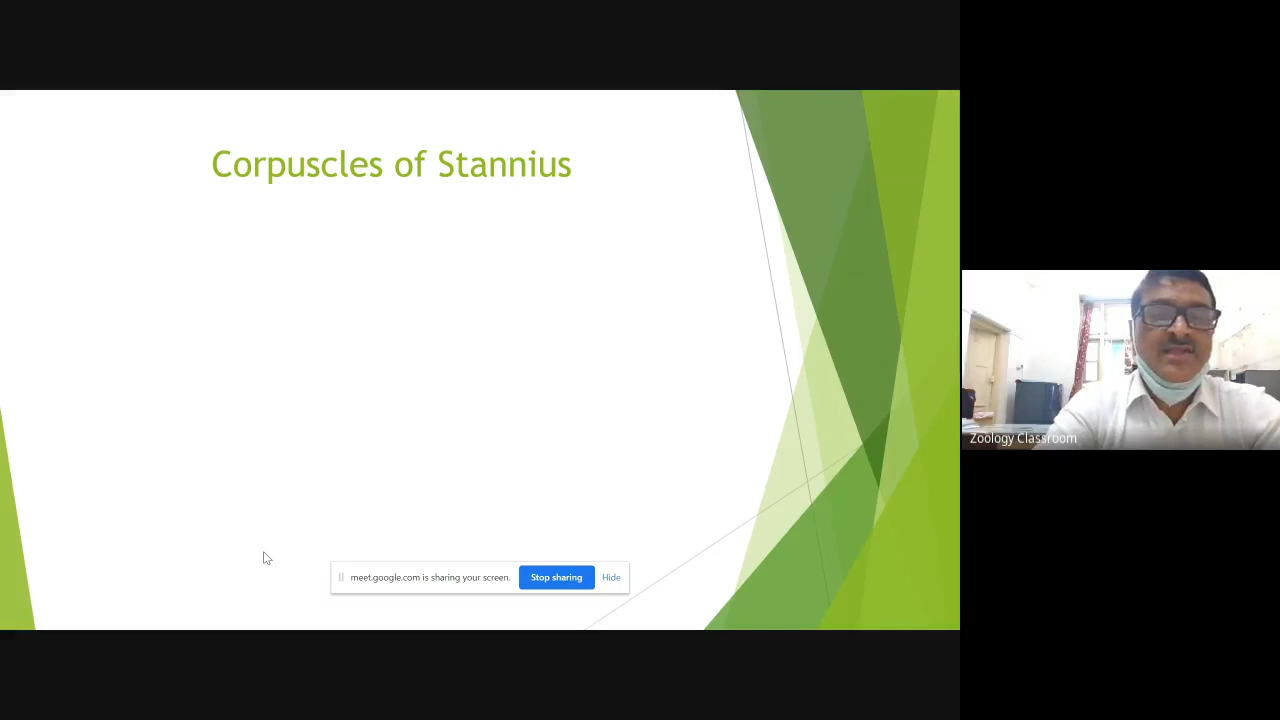 Corpuscles of Stannius
meet.google.com is sharing your screen. Stop sharing Hide
Zoology Classroom